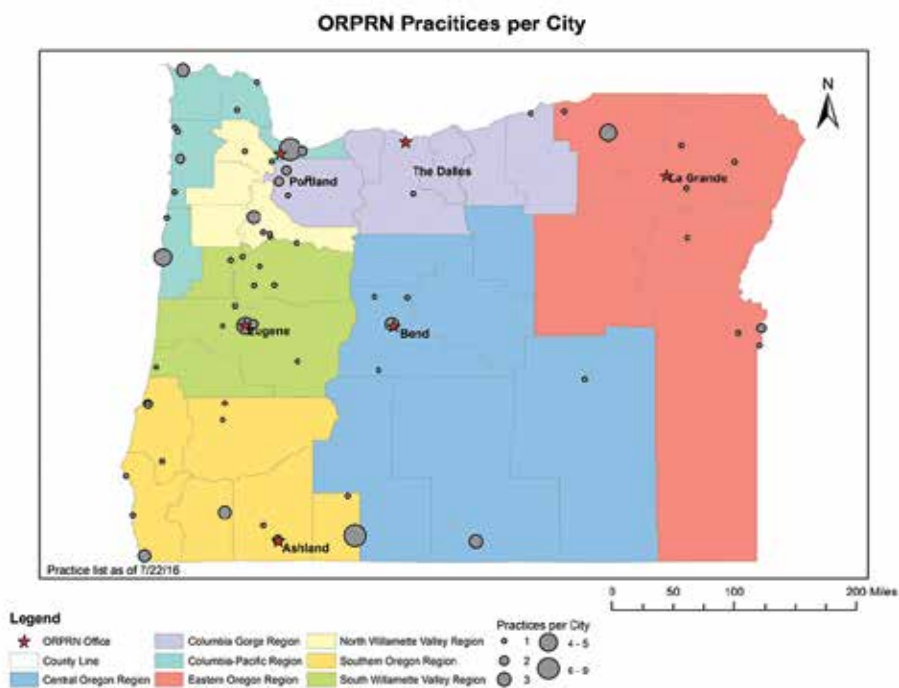 ORPRN Pracitices per City
N
Portland
The Dalles
La Grande
Eugene
Bend
Ashland
Practice list as of 7/22/16
0 50 100 200 Miles
Legend
ORPRN Office
County Line
Central Oregon Region
Columbia Gorge Region
Columbia-Pacific Region
Eastern Oregon Region
North Willamette Valley Region
Southern Oregon Region
South Willamette Valley Region
Practices per City
1
2
3
4 - 5
6 - 9